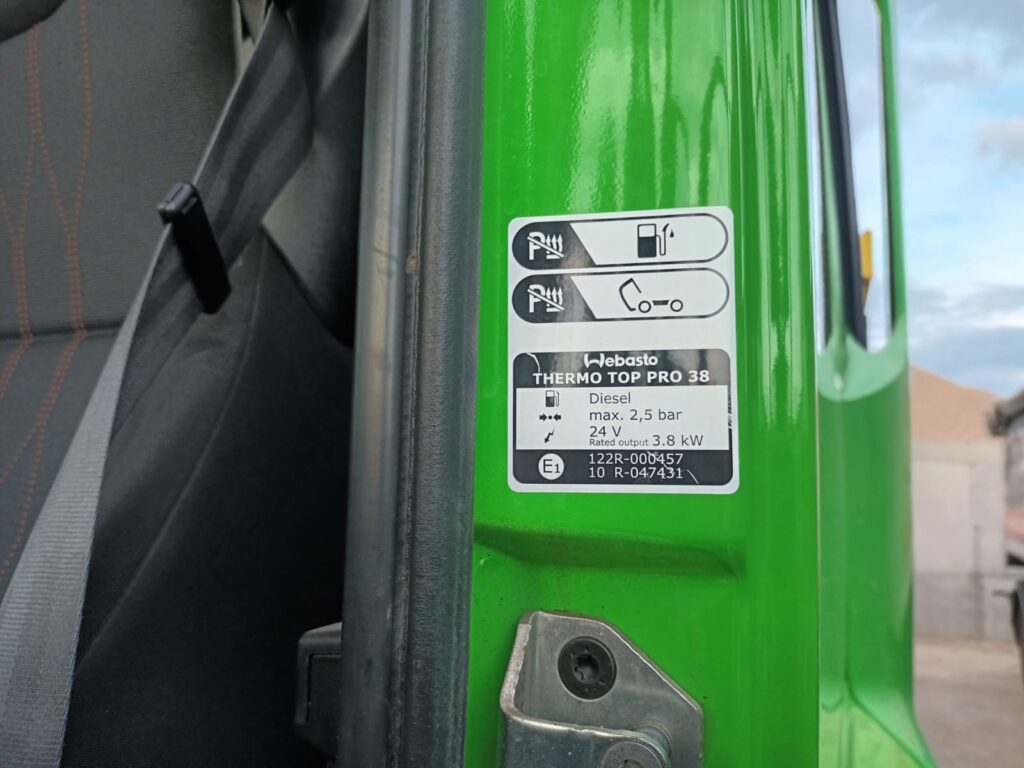 Webasto
THERMO TOP PRO 38
Diesel
max. 2,5 bar
24 V
Rated output 3.8 kW
E1
122R-000457
10 R-047431